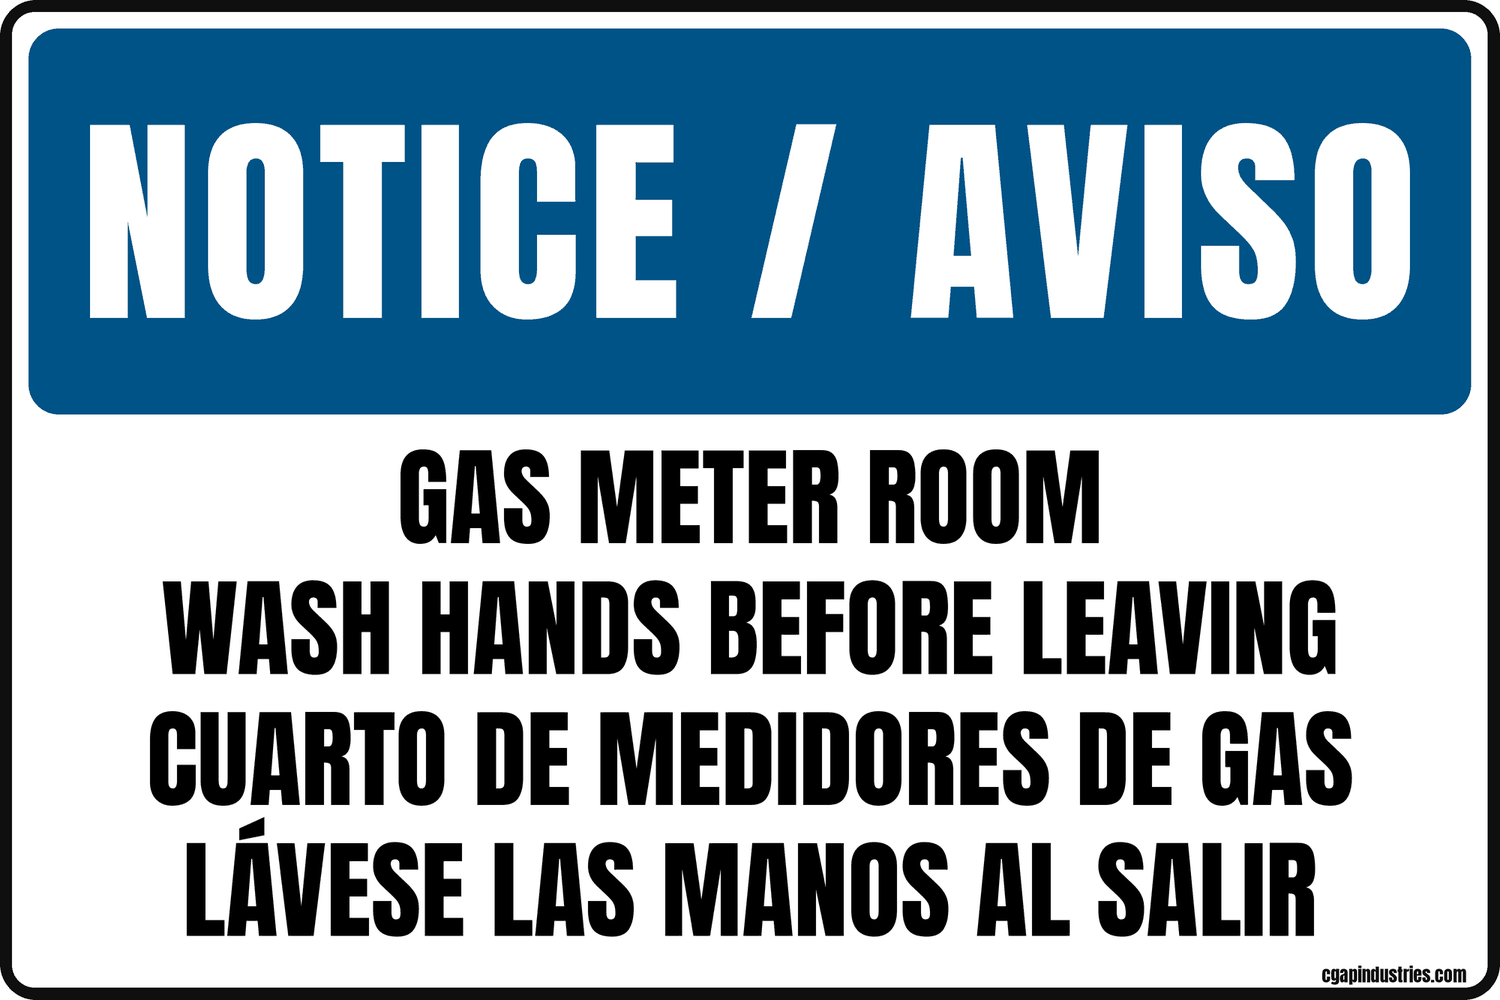 NOTICE / AVISO
GAS METER ROOM
WASH HANDS BEFORE LEAVING
CUARTO DE MEDIDORES DE GAS
LÁVESE LAS MANOS AL SALIR
cgapindustries.com